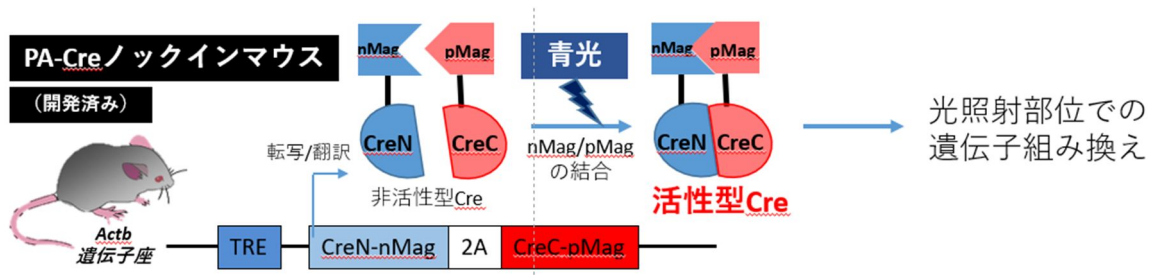 PA-Creノックインマウス
(開発済み)
Actb
遺伝子座
転写/翻訳
nMag
pMag
CreN
CreC
非活性型Cre
青光
nMag/pMag
の結合
nMag
pMag
CreN
CreC
活性型Cre
光照射部位での
遺伝子組み換え
TRE
CreN-nMag
2A
CreC-pMag